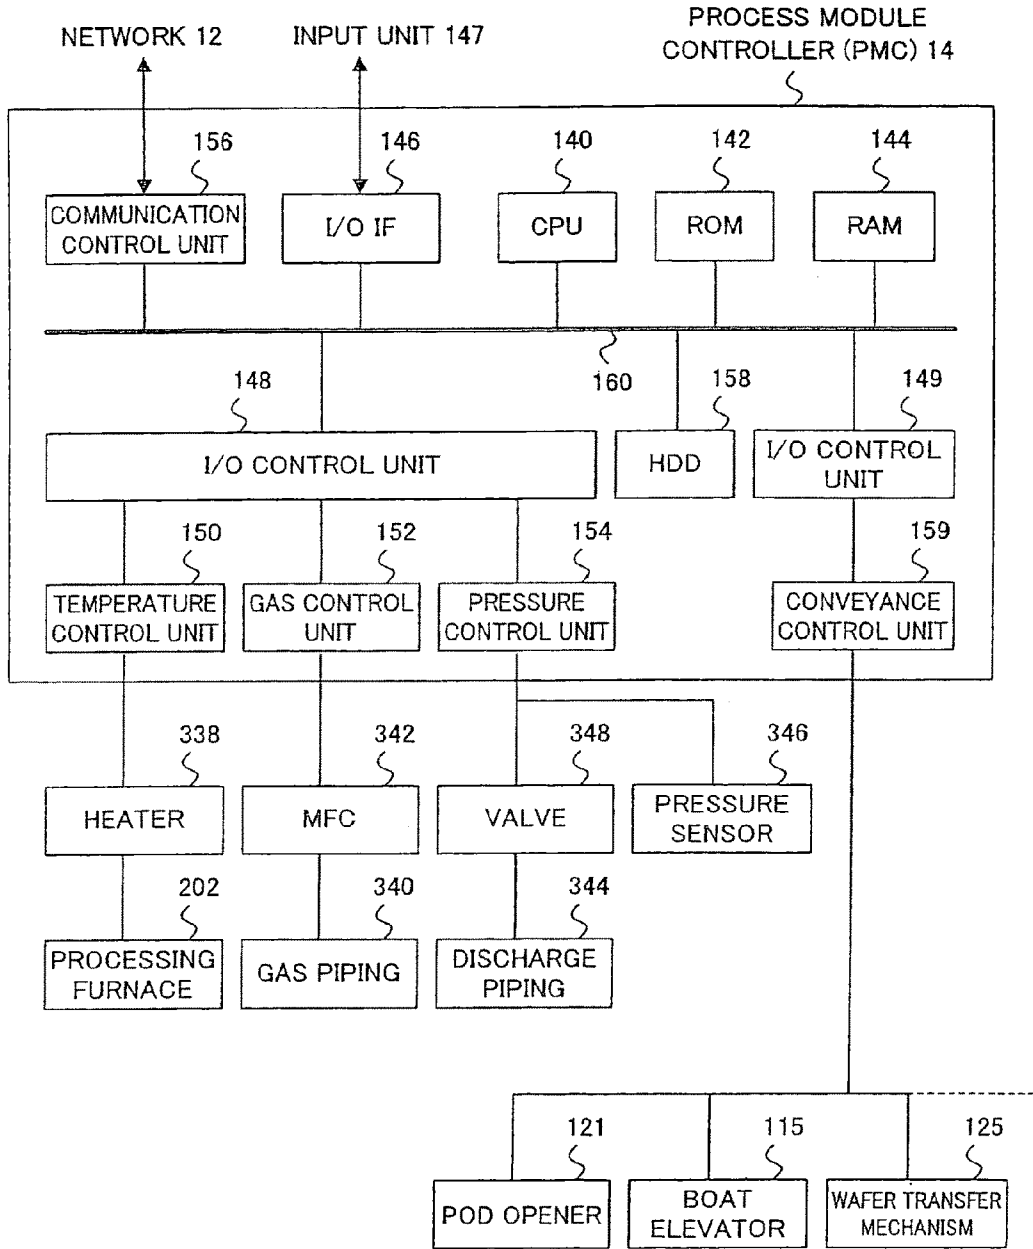 PROCESS MODULE
CONTROLLER (PMC) 14
NETWORK 12
INPUT UNIT 147
156
146
140
142
144
COMMUNICATION
CONTROL UNIT
I/O IF
CPU
ROM
RAM
160
148
158
149
I/O CONTROL UNIT
HDD
I/O CONTROL
UNIT
150
152
154
159
TEMPERATURE
CONTROL UNIT
GAS CONTROL
UNIT
PRESSURE
CONTROL UNIT
CONVEYANCE
CONTROL UNIT
338
342
348
346
HEATER
MFC
VALVE
PRESSURE
SENSOR
202
340
344
PROCESSING
FURNACE
GAS PIPING
DISCHARGE
PIPING
121
115
125
POD OPENER
BOAT
ELEVATOR
WAFER TRANSFER
MECHANISM